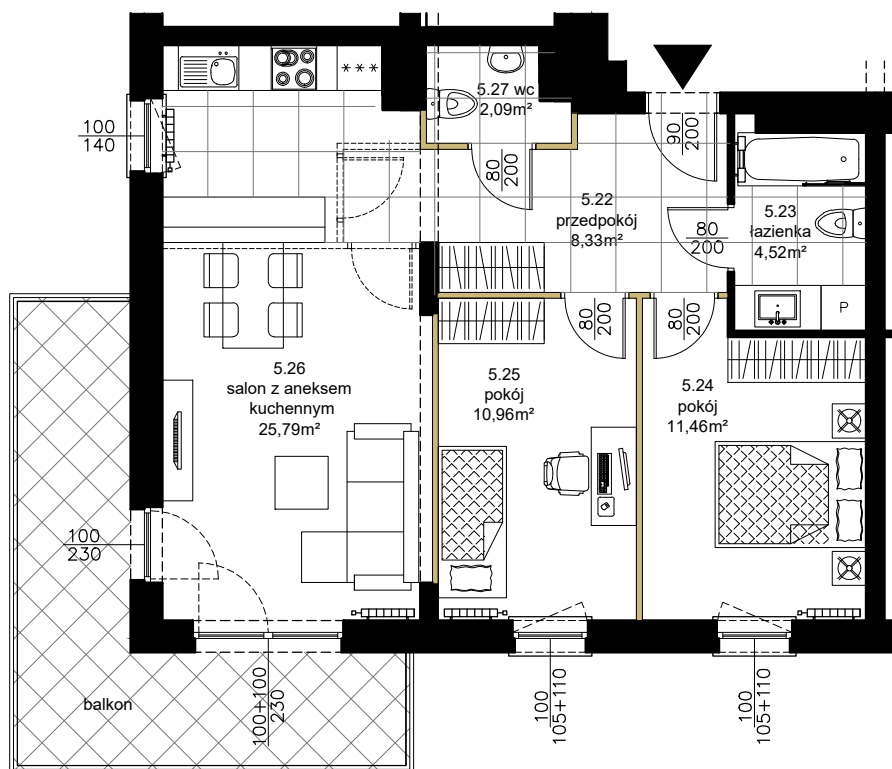 5.27 wc
2,09m²
100
140
90
200
80
200
5.22
przedpokój
8,33m²
5.23
łazienka
4,52m²
80
200
P
80
200
80
200
5.26
salon z aneksem
kuchennym
25,79m²
5.25
pokój
10,96m²
5.24
pokój
11,46m²
100
230
balkon
100+100
230
100
105+110
100
105+110